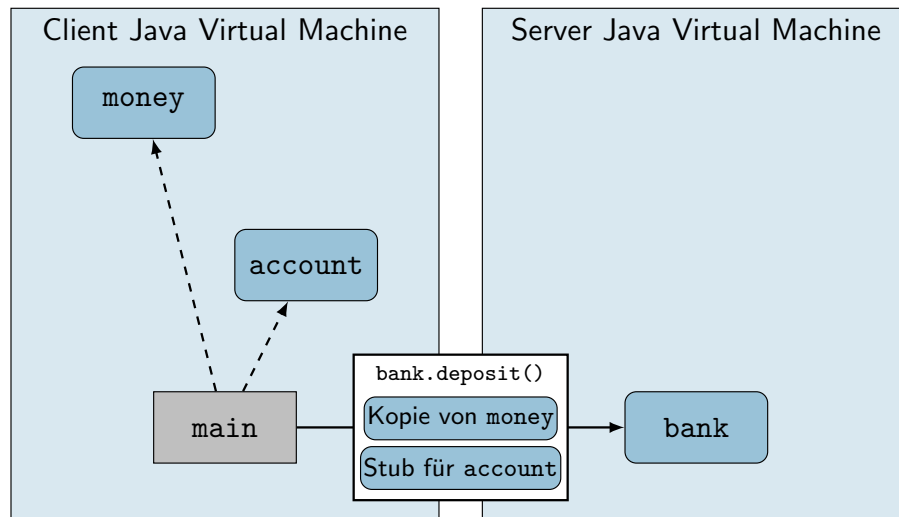 Client Java Virtual Machine
Server Java Virtual Machine
money
account
bank.deposit()
main
Kopie von money
bank
Stub für account